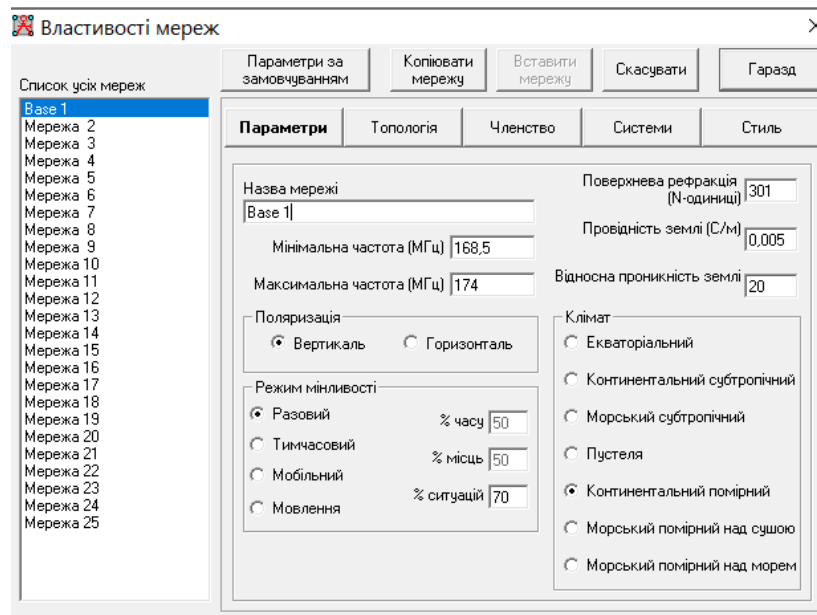 Властивості мереж
Параметри за замовчуванням
Копіювати мережу
Вставити мережу
Скасувати
Гаразд
Список усіх мереж
Base 1
Мережа 2
Мережа 3
Мережа 4
Мережа 5
Мережа 6
Мережа 7
Мережа 8
Мережа 9
Мережа 10
Мережа 11
Мережа 12
Мережа 13
Мережа 14
Мережа 15
Мережа 16
Мережа 17
Мережа 18
Мережа 19
Мережа 20
Мережа 21
Мережа 22
Мережа 23
Мережа 24
Мережа 25
Параметри
Топологія
Членство
Системи
Стиль
Назва мережі
Base 1
Мінімальна частота (МГц) 168,5
Максимальна частота (МГц) 174
Поверхнева рефракція (N-одиниці) 301
Провідність землі (С/м) 0,005
Відносна проникність землі 20
Поляризація
Вертикаль
Горизонталь
Режим мінливості
Разовий
Тимчасовий
Мобільний
Мовлення
% часу 50
% місць 50
% ситуацій 70
Клімат
Екваторіальний
Континентальний субтропічний
Морський субтропічний
Пустеля
Континентальний помірний
Морський помірний над сушою
Морський помірний над морем